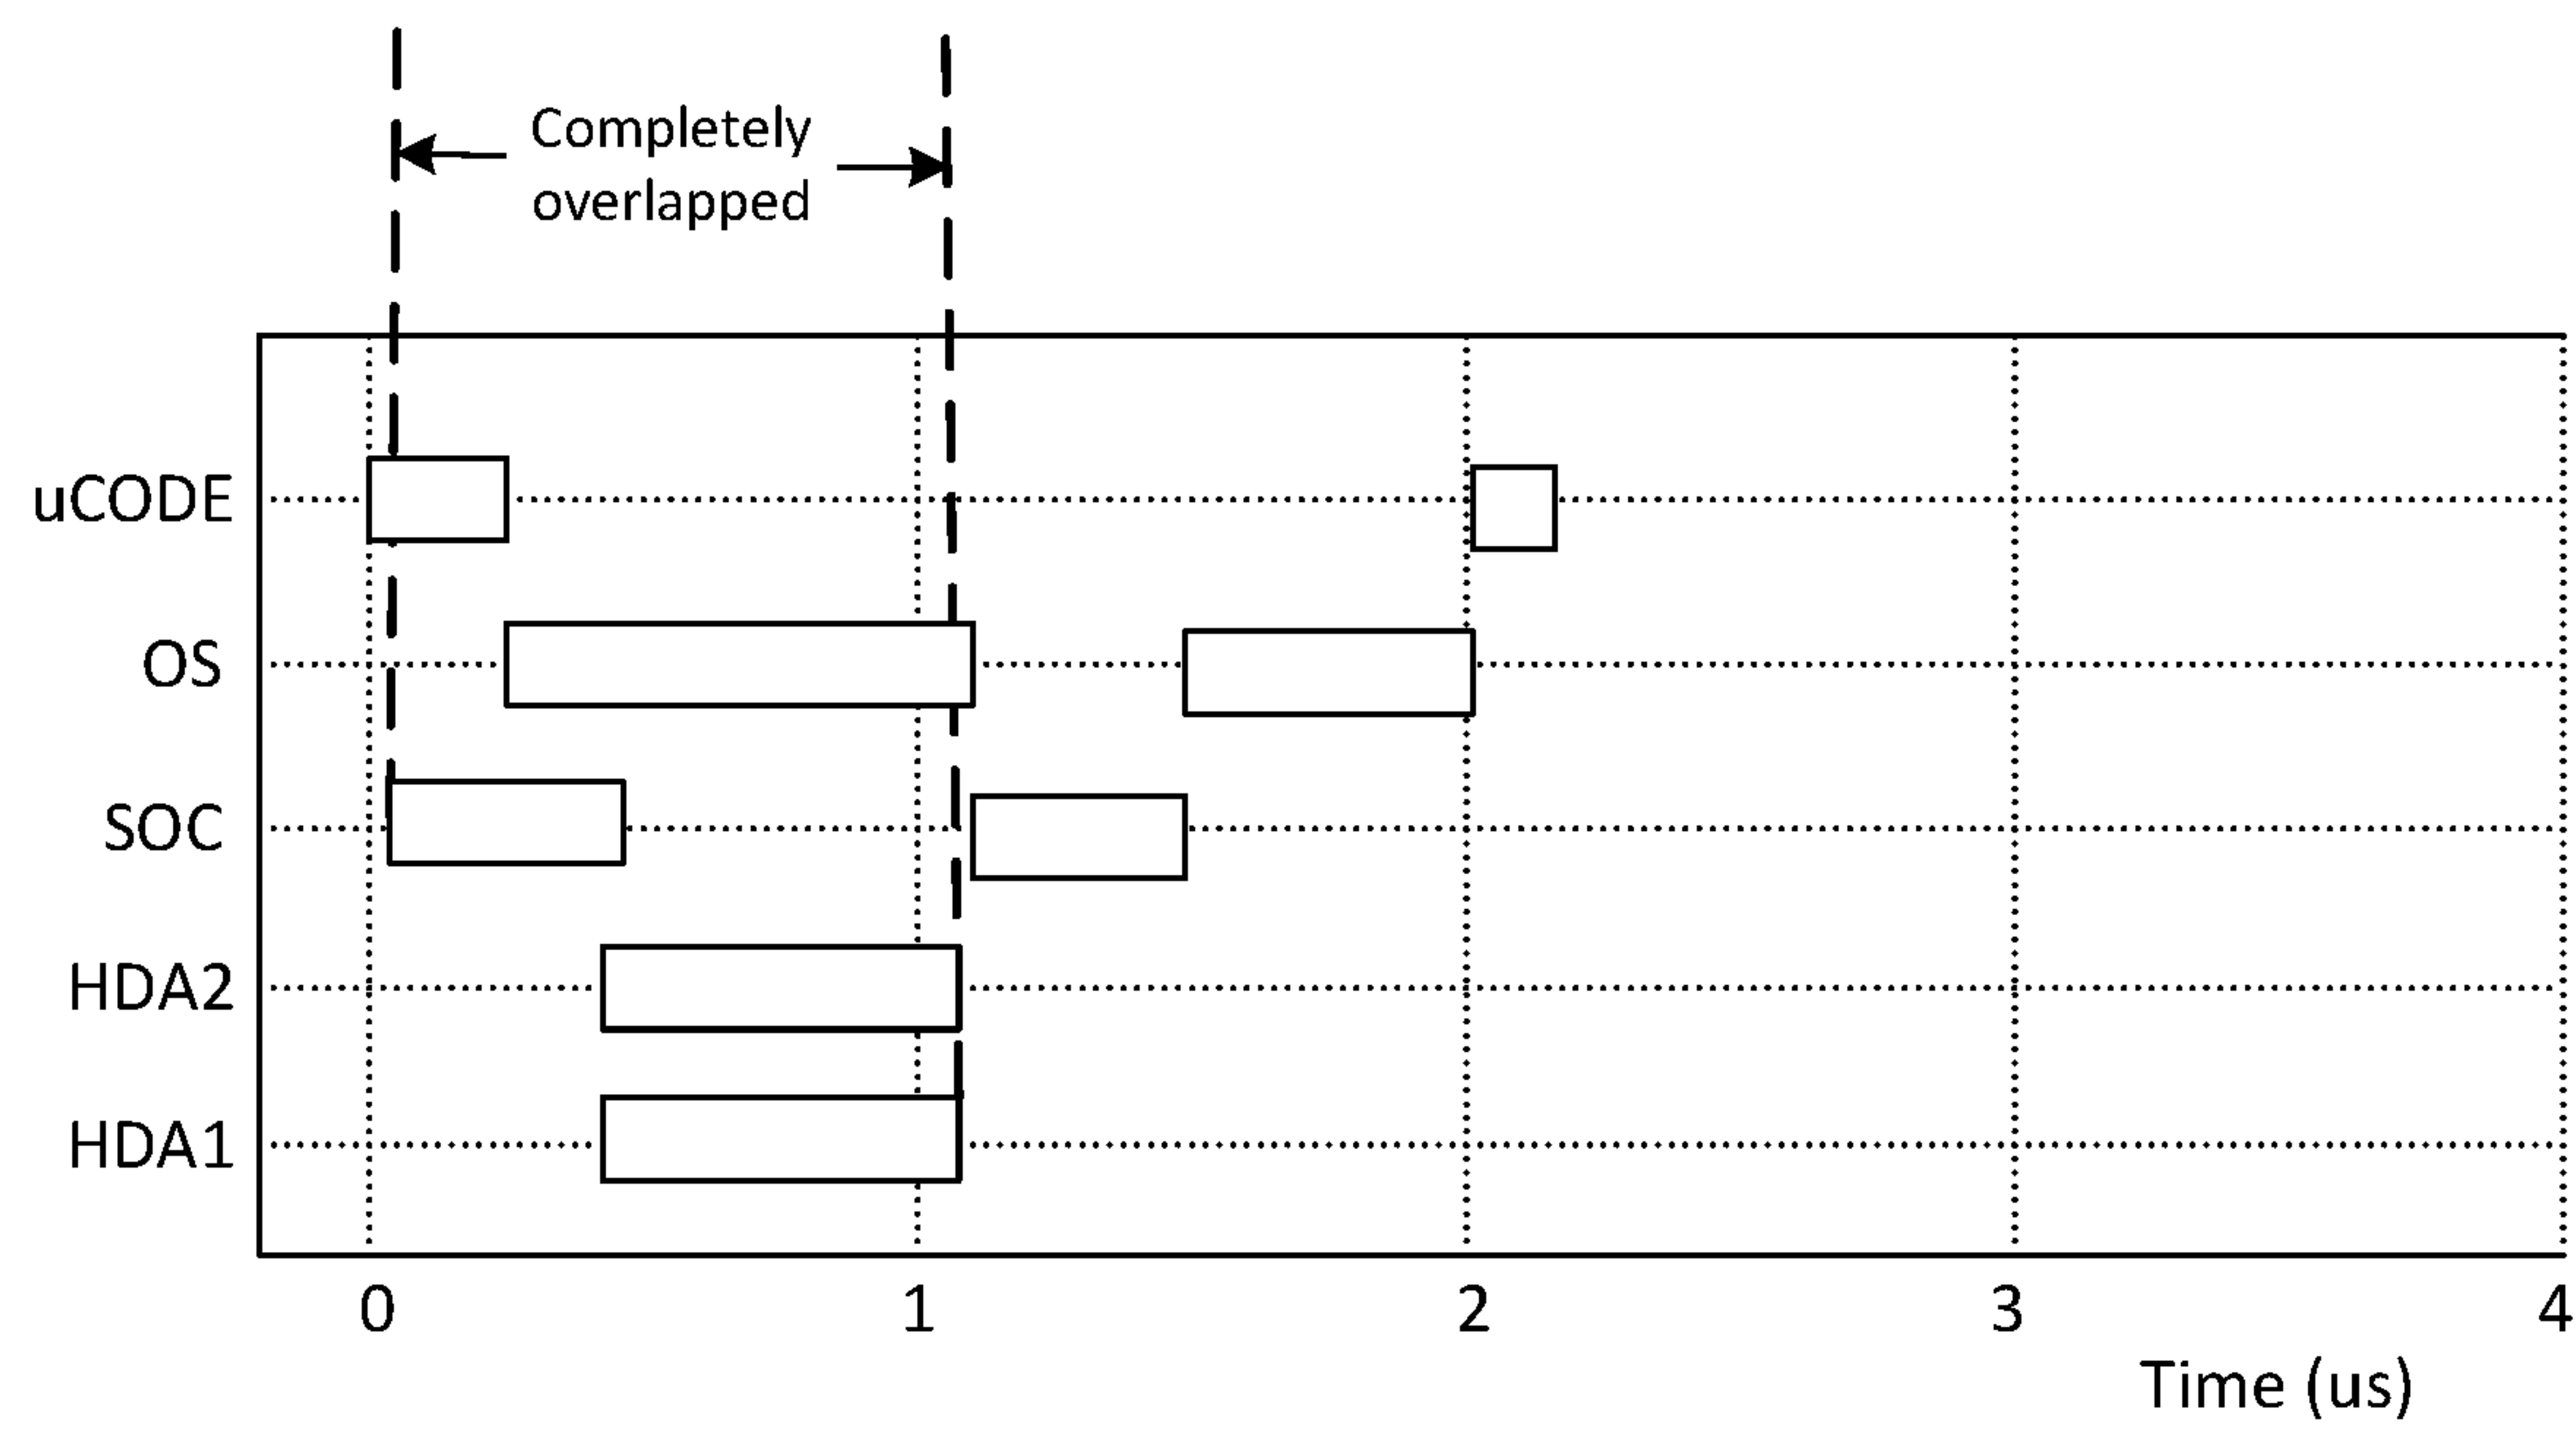 Completely
overlapped
uCODE
OS
SOC
HDA2
HDA1
0 1 2 3 4
Time (us)